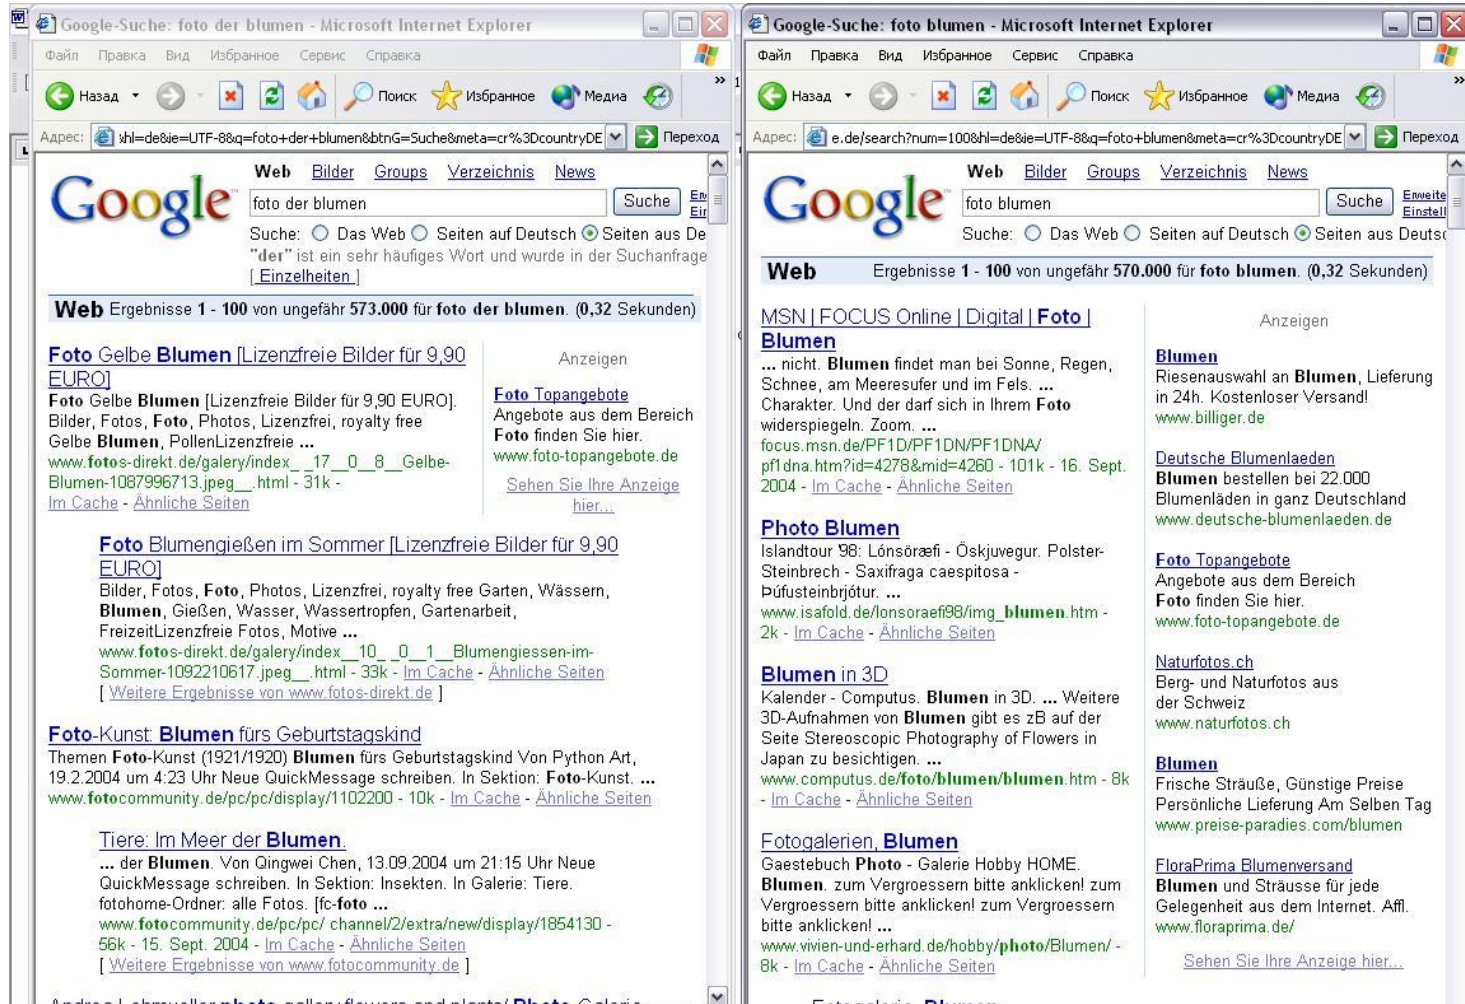 Google-Suche: foto der blumen - Microsoft Internet Explorer
Файл Правка Вид Избранное Сервис Справка
Назад Поиск Избранное Медиа »
Адрес: hl=de&ie=UTF-8&q=foto+der+blumen&btnG=Suche&meta=cr%3DcountryDE Переход
Google™
Web Bilder Groups Verzeichnis News
foto der blumen Suche
Suche: Das Web Seiten auf Deutsch Seiten aus De
"der" ist ein sehr häufiges Wort und wurde in der Suchanfrage
[ Einzelheiten ]
Web Ergebnisse 1 - 100 von ungefähr 573.000 für foto der blumen. (0,32 Sekunden)
Foto Gelbe Blumen [Lizenzfreie Bilder für 9,90
EURO]
Foto Gelbe Blumen [Lizenzfreie Bilder für 9,90 EURO].
Bilder, Fotos, Foto, Photos, Lizenzfrei, royalty free
Gelbe Blumen, PollenLizenzfreie ...
www.fotos-direkt.de/galery/index_ _17__0__8__Gelbe-
Blumen-1087996713.jpeg__.html - 31k -
Im Cache - Ähnliche Seiten
Anzeigen
Foto Topangebote
Angebote aus dem Bereich
Foto finden Sie hier.
www.foto-topangebote.de
Sehen Sie Ihre Anzeige
hier...
Foto Blumengießen im Sommer [Lizenzfreie Bilder für 9,90
EURO]
Bilder, Fotos, Foto, Photos, Lizenzfrei, royalty free Garten, Wässern,
Blumen, Gießen, Wasser, Wassertropfen, Gartenarbeit,
FreizeitLizenzfreie Fotos, Motive ...
www.fotos-direkt.de/galery/index__10_ _0__1__Blumengiessen-im-
Sommer-1092210617.jpeg__.html - 33k - Im Cache - Ähnliche Seiten
[ Weitere Ergebnisse von www.fotos-direkt.de ]
Foto-Kunst: Blumen fürs Geburtstagskind
Themen Foto-Kunst (1921/1920) Blumen fürs Geburtstagskind Von Python Art,
19.2.2004 um 4:23 Uhr Neue QuickMessage schreiben. In Sektion: Foto-Kunst. ...
www.fotocommunity.de/pc/pc/display/1102200 - 10k - Im Cache - Ähnliche Seiten
Tiere: Im Meer der Blumen.
... der Blumen. Von Qingwei Chen, 13.09.2004 um 21:15 Uhr Neue
QuickMessage schreiben. In Sektion: Insekten. In Galerie: Tiere.
fotohome-Ordner: alle Fotos. [fc-foto ...
www.fotocommunity.de/pc/pc/ channel/2/extra/new/display/1854130 -
56k - 15. Sept. 2004 - Im Cache - Ähnliche Seiten
[ Weitere Ergebnisse von www.fotocommunity.de ]
Google-Suche: foto blumen - Microsoft Internet Explorer
Файл Правка Вид Избранное Сервис Справка
Назад Поиск Избранное Медиа »
Адрес: e.de/search?num=100&hl=de&ie=UTF-8&q=foto+blumen&meta=cr%3DcountryDE Переход
Google™
Web Bilder Groups Verzeichnis News
foto blumen Suche Erweite
Einstell
Suche: Das Web Seiten auf Deutsch Seiten aus Deutsc
Web Ergebnisse 1 - 100 von ungefähr 570.000 für foto blumen. (0,32 Sekunden)
MSN | FOCUS Online | Digital | Foto |
Blumen
... nicht. Blumen findet man bei Sonne, Regen,
Schnee, am Meeresufer und im Fels. ...
Charakter. Und der darf sich in Ihrem Foto
widerspiegeln. Zoom. ...
focus.msn.de/PF1D/PF1DN/PF1DNA/
pf1dna.htm?id=4278&mid=4260 - 101k - 16. Sept.
2004 - Im Cache - Ähnliche Seiten
Photo Blumen
Islandtour '98: Lónsöræfi - Öskjuvegur. Polster-
Steinbrech - Saxifraga caespitosa -
Þúfusteinbrjótur. ...
www.isafold.de/lonsoraefi98/img_blumen.htm -
2k - Im Cache - Ähnliche Seiten
Blumen in 3D
Kalender - Computus. Blumen in 3D. ... Weitere
3D-Aufnahmen von Blumen gibt es zB auf der
Seite Stereoscopic Photography of Flowers in
Japan zu besichtigen. ...
www.computus.de/foto/blumen/blumen.htm - 8k
- Im Cache - Ähnliche Seiten
Fotogalerien, Blumen
Gaestebuch Photo - Galerie Hobby HOME.
Blumen. zum Vergroessern bitte anklicken! zum
Vergroessern bitte anklicken! zum Vergroessern
bitte anklicken! ...
www.vivien-und-erhard.de/hobby/photo/Blumen/ -
8k - Im Cache - Ähnliche Seiten
Anzeigen
Blumen
Riesenauswahl an Blumen, Lieferung
in 24h. Kostenloser Versand!
www.billiger.de
Deutsche Blumenlaeden
Blumen bestellen bei 22.000
Blumenläden in ganz Deutschland
www.deutsche-blumenlaeden.de
Foto Topangebote
Angebote aus dem Bereich
Foto finden Sie hier.
www.foto-topangebote.de
Naturfotos.ch
Berg- und Naturfotos aus
der Schweiz
www.naturfotos.ch
Blumen
Frische Sträuße, Günstige Preise
Persönliche Lieferung Am Selben Tag
www.preise-paradies.com/blumen
FloraPrima Blumenversand
Blumen und Sträusse für jede
Gelegenheit aus dem Internet. Affl.
www.floraprima.de/
Sehen Sie Ihre Anzeige hier...